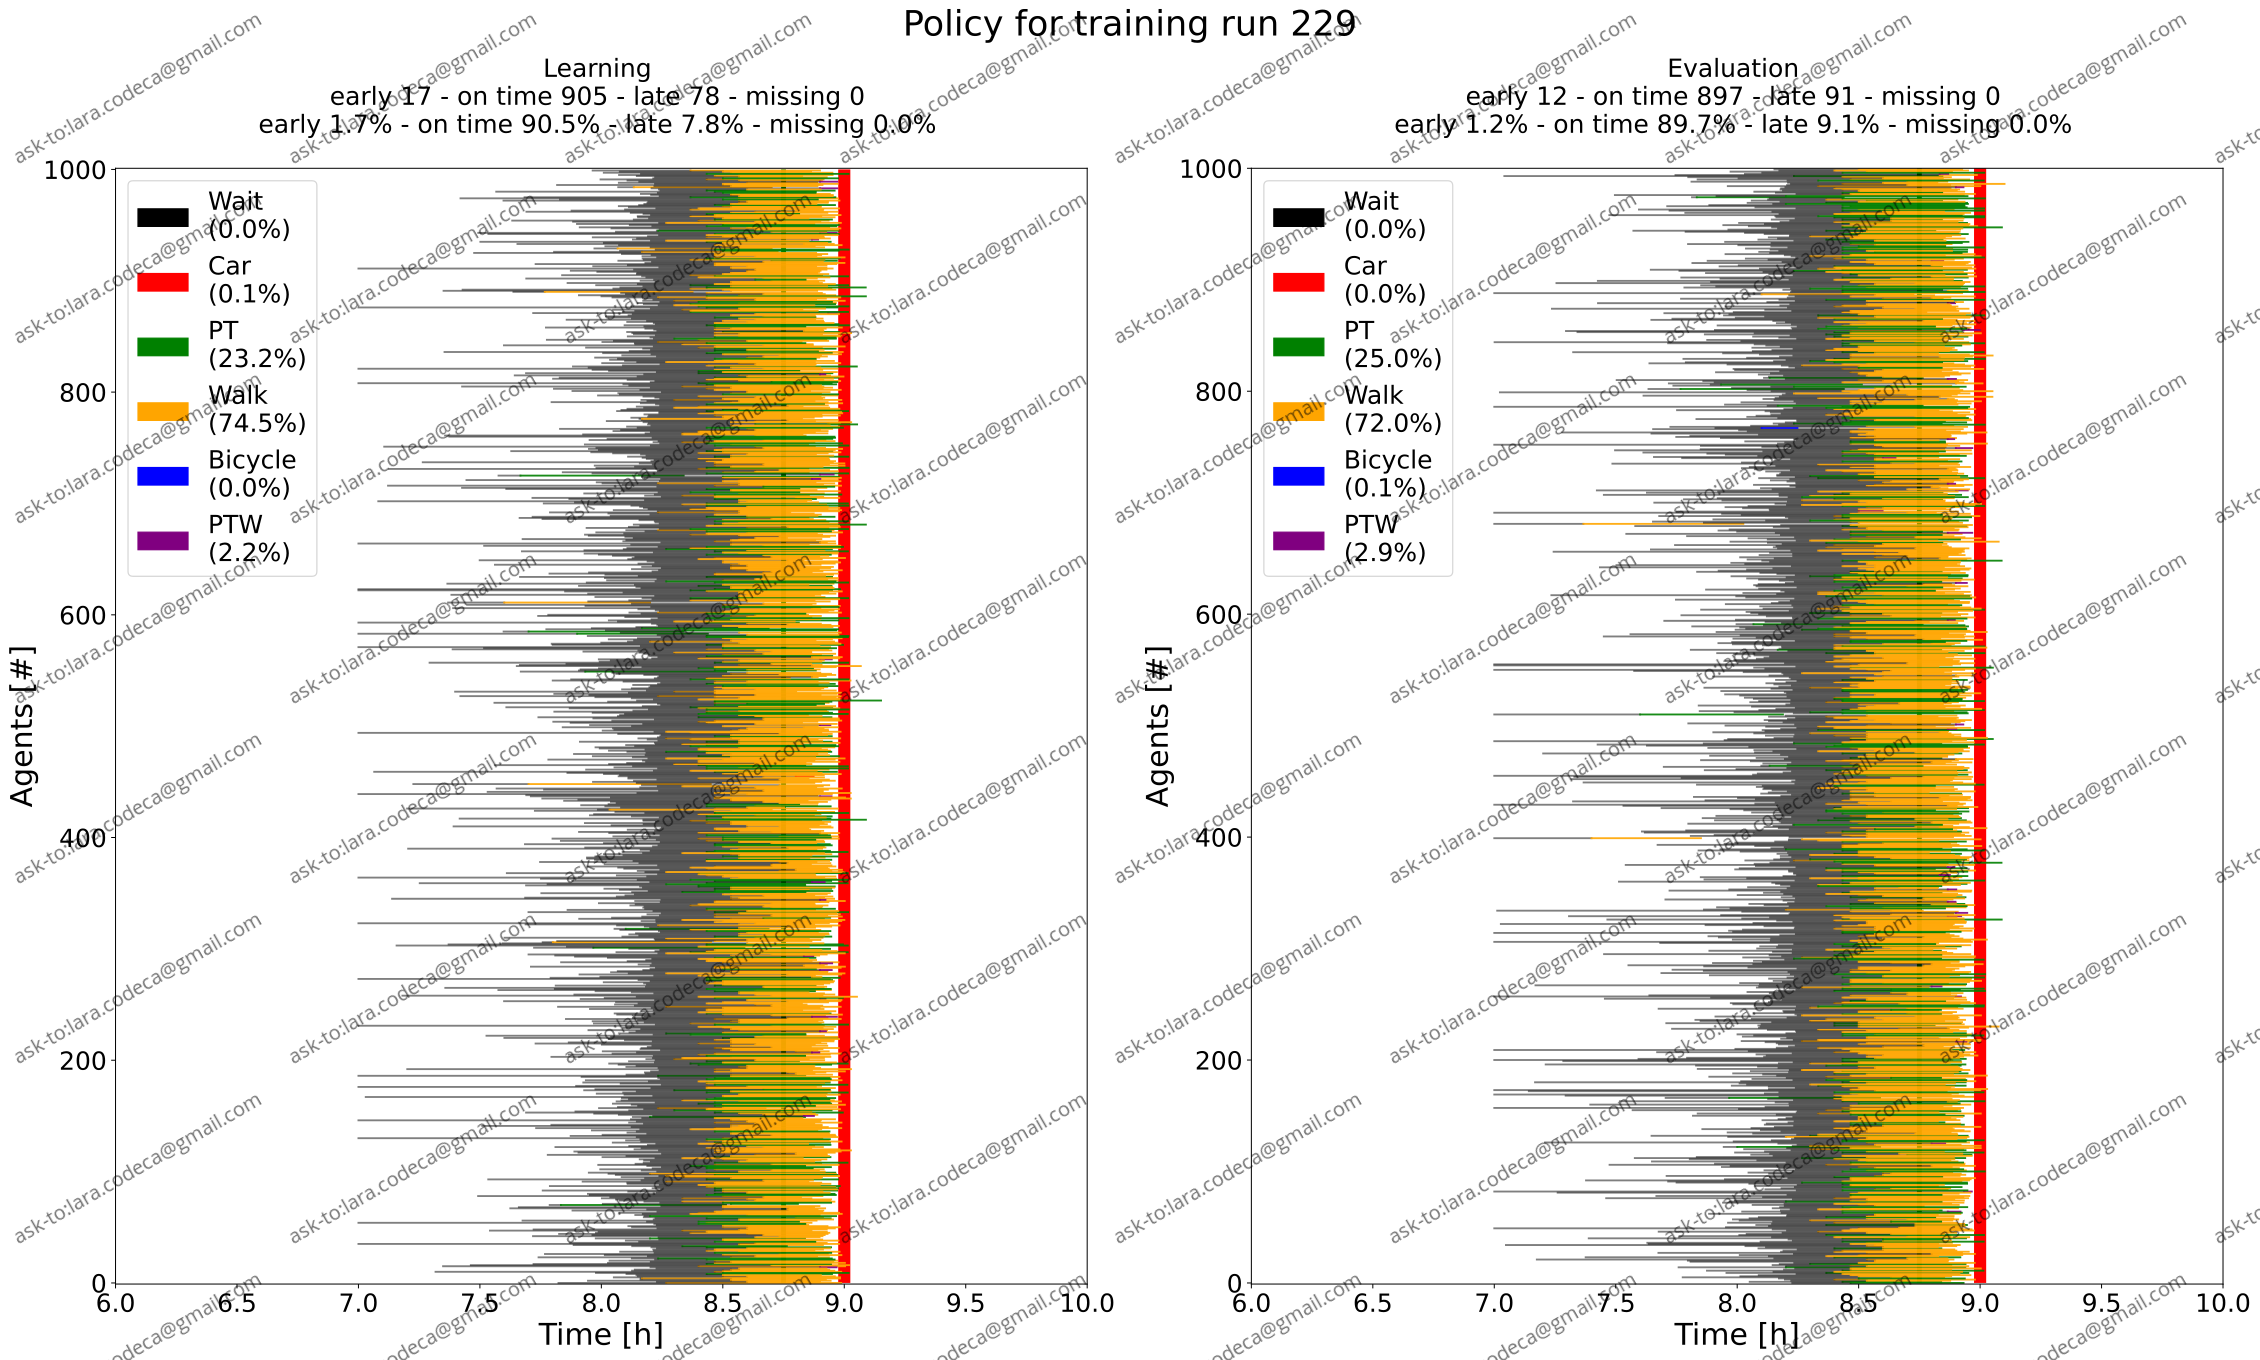 Policy for training run 229
Learning
early 17 - on time 905 - late 78 - missing 0
early 1.7% - on time 90.5% - late 7.8% - missing 0.0%
1000
800
600
400
200
0
Agents [#]
Wait
(0.0%)
Car
(0.1%)
PT
(23.2%)
Walk
(74.5%)
Bicycle
(0.0%)
PTW
(2.2%)
6.0 6.5 7.0 7.5 8.0 8.5 9.0 9.5 10.0
Time [h]
Evaluation
early 12 - on time 897 - late 91 - missing 0
early 1.2% - on time 89.7% - late 9.1% - missing 0.0%
1000
800
600
400
200
0
Agents [#]
Wait
(0.0%)
Car
(0.0%)
PT
(25.0%)
Walk
(72.0%)
Bicycle
(0.1%)
PTW
(2.9%)
6.0 6.5 7.0 7.5 8.0 8.5 9.0 9.5 10.0
Time [h]
ask-to:lara.codeca@gmail.com